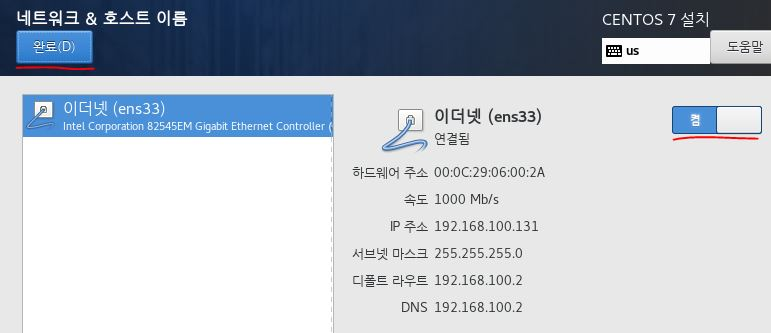 네트워크 & 호스트 이름
CENTOS 7 설치
완료(D)
us
도움말
이더넷 (ens33)
Intel Corporation 82545EM Gigabit Ethernet Controller (
이더넷 (ens33)
연결됨
켬
하드웨어 주소 00:0C:29:06:00:2A
속도 1000 Mb/s
IP 주소 192.168.100.131
서브넷 마스크 255.255.255.0
디폴트 라우트 192.168.100.2
DNS 192.168.100.2